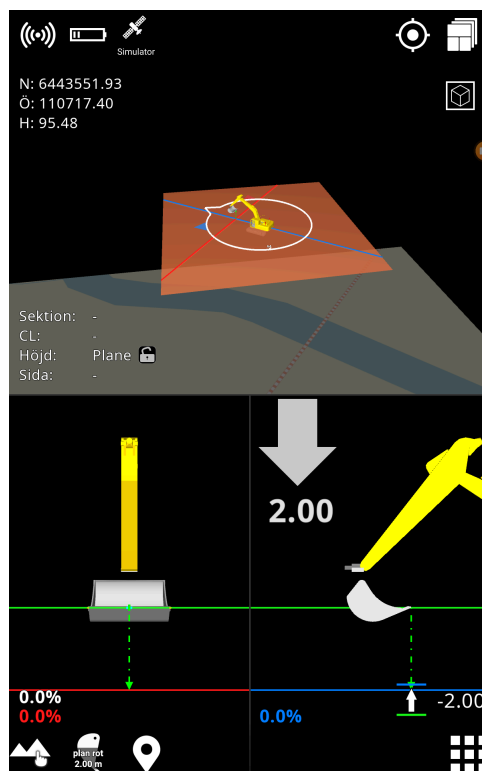 Simulator
N: 6443551.93
Ö: 110717.40
H: 95.48
Sektion: -
CL: -
Höjd: Plane
Sida: -
2.00
0.0%
0.0%
0.0%
-2.00
plan rot
2.00 m